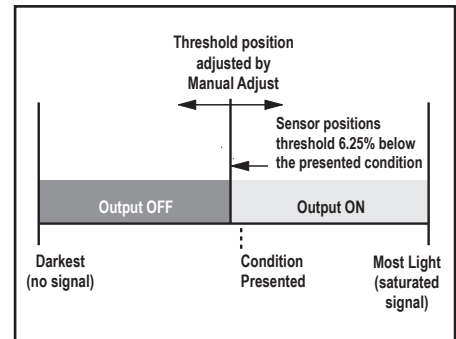 Threshold position
adjusted by
Manual Adjust
Sensor positions
threshold 6.25% below
the presented condition
Output OFF
Output ON
Darkest
(no signal)
Condition
Presented
Most Light
(saturated
signal)